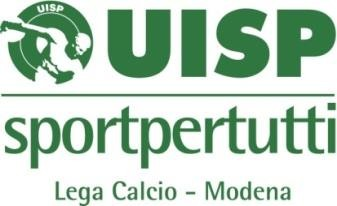 UISP
UISP
sportpertutti
Lega Calcio - Modena